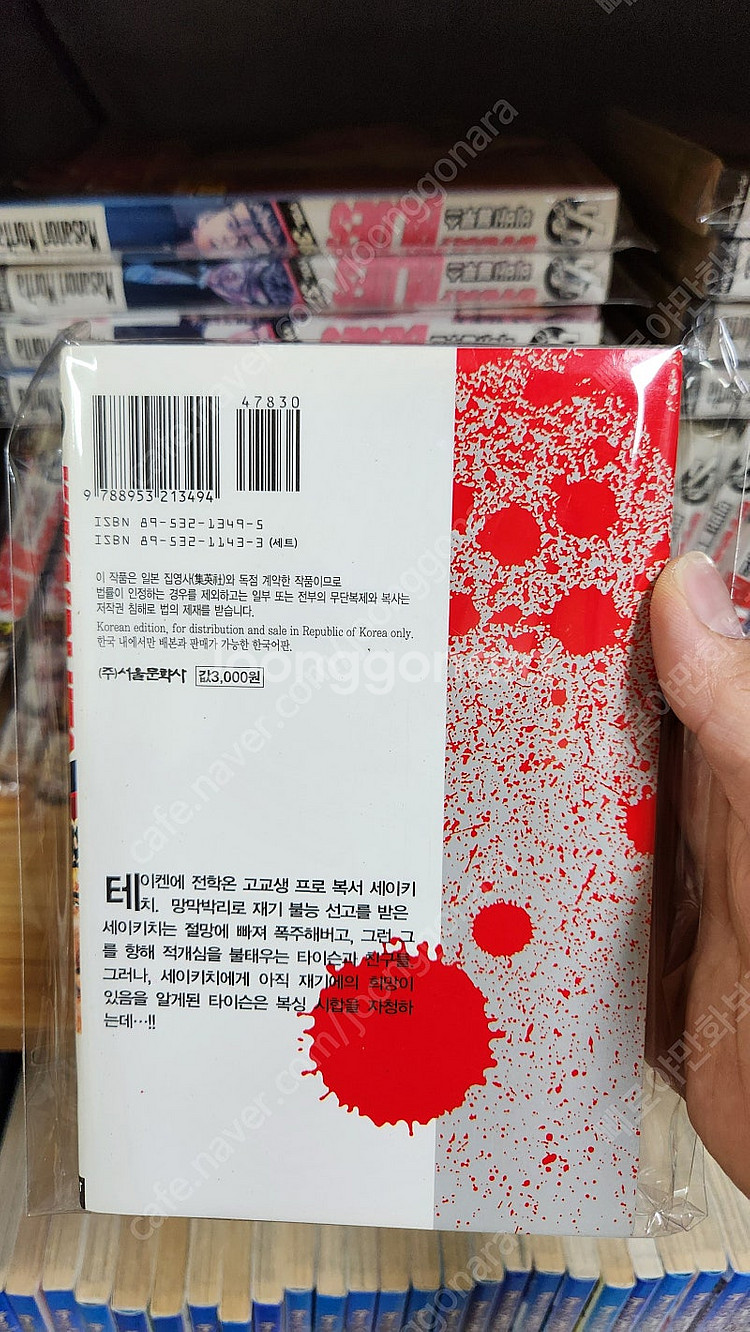 Masanori Morita
47830
9 788953 213494
ISBN 89-532-1349-5
ISBN 89-532-1143-3 (세트)
이 작품은 일본 집영사(集英社)와 독점 계약한 작품이므로
법률이 인정하는 경우를 제외하고는 일부 또는 전부의 무단복제와 복사는
저작권 침해로 법의 제재를 받습니다.
Korean edition, for distribution and sale in Republic of Korea only.
한국 내에서만 배본과 판매가 가능한 한국어판.
(주)서울문화사 값3,000원
테이켄에 전학온 고교생 프로 복서 세이키
치. 망막박리로 재기 불능 선고를 받은
세이키치는 절망에 빠져 폭주해버고, 그런 그
를 향해 적개심을 불태우는 타이슨과 친구들.
그러나, 세이키치에게 아직 재기에의 희망이
있음을 알게된 타이슨은 복싱 시합을 자청하
는데…!!
joonggonara
cafe.naver.com/joonggonara